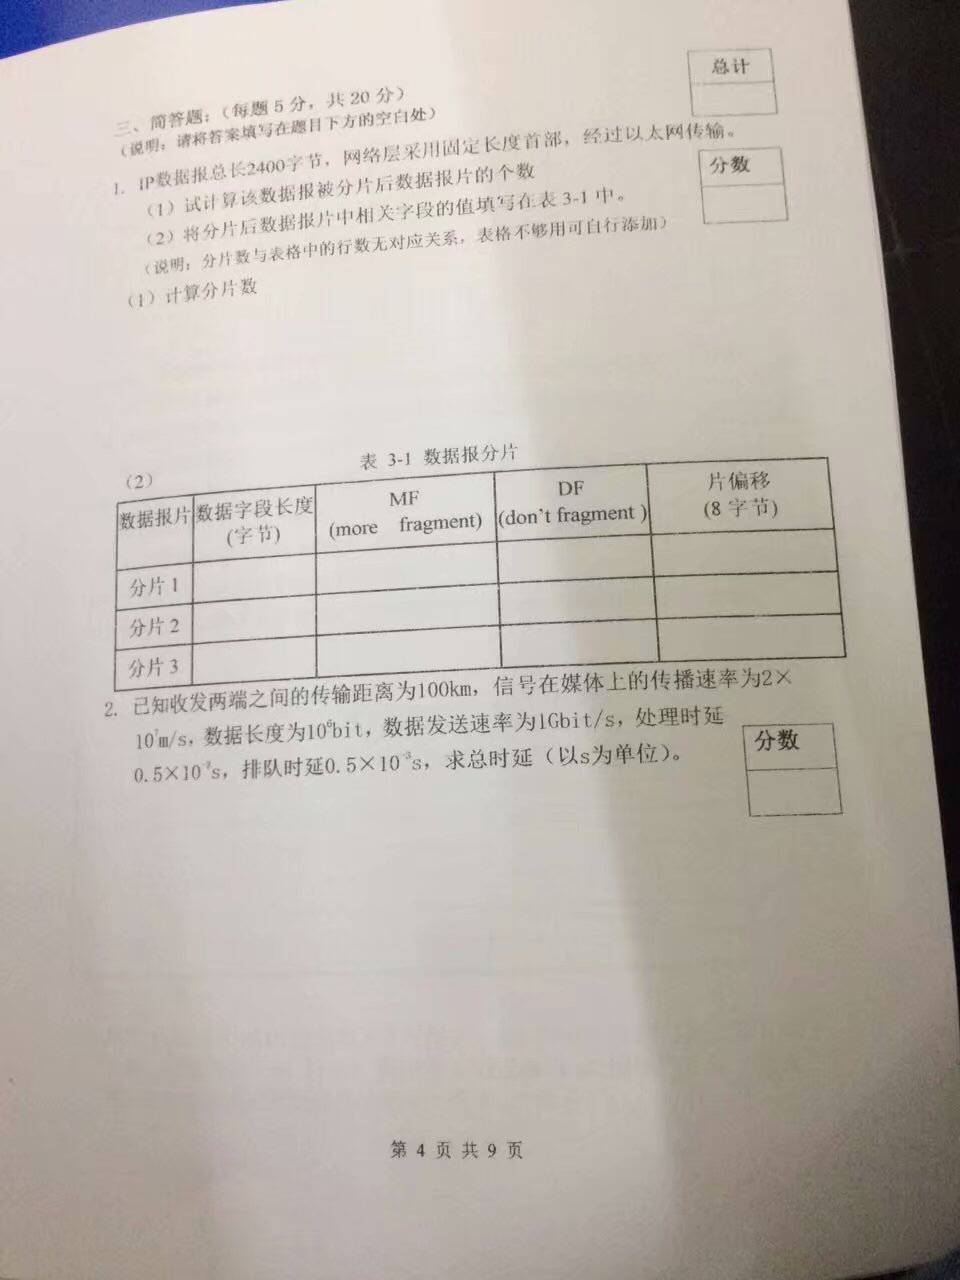 总计
三、简答题：（每题 5 分，共 20 分）
（说明：请将答案填写在题目下方的空白处）
分数
1. IP数据报总长2400字节，网络层采用固定长度首部，经过以太网传输。
（1）试计算该数据报被分片后数据报片的个数
（2）将分片后数据报片中相关字段的值填写在表 3-1 中。
（说明：分片数与表格中的行数无对应关系，表格不够用可自行添加）
（1）计算分片数
（2）
表 3-1 数据报分片
数据报片 数据字段长度 (字节) MF (more fragment) DF (don't fragment ) 片偏移 (8 字节)
分片 1
分片 2
分片 3
2. 已知收发两端之间的传输距离为100km，信号在媒体上的传播速率为2×
10⁷m/s，数据长度为10⁶bit，数据发送速率为1Gbit/s，处理时延
0.5×10⁻³s，排队时延0.5×10⁻³s，求总时延（以s为单位）。
分数
第 4 页 共 9 页